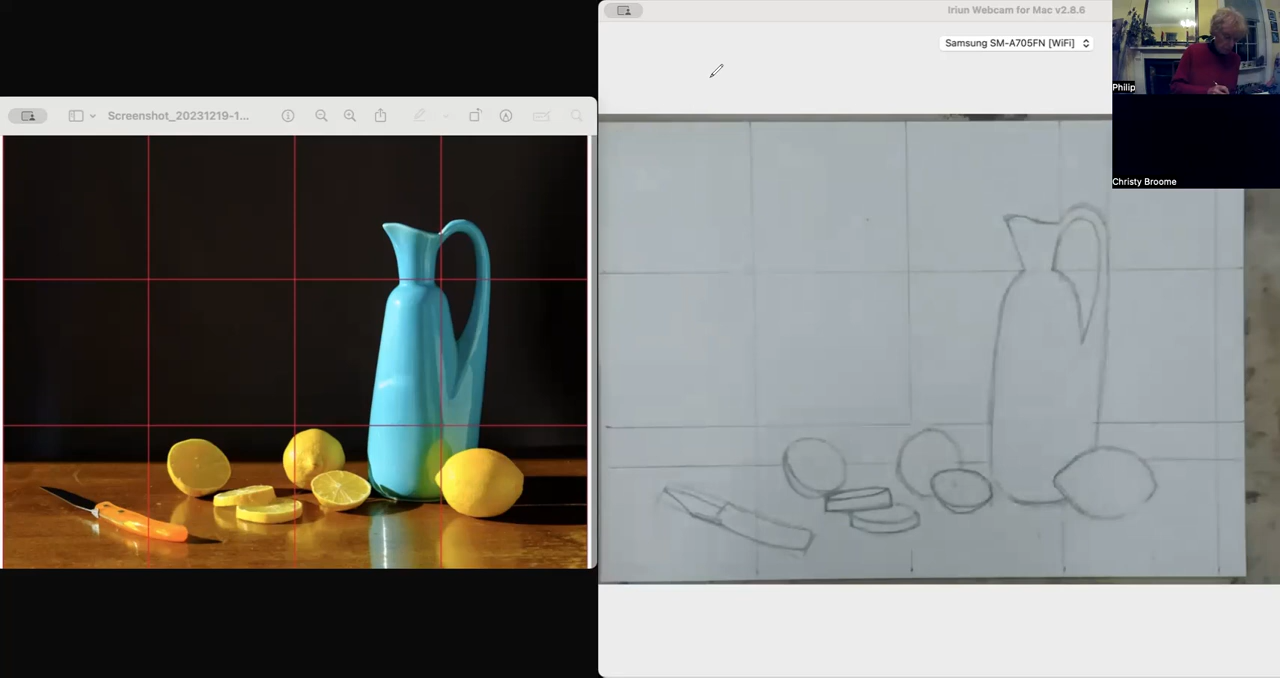 Iriun Webcam for Mac v2.8.6
Samsung SM-A705FN [WiFi]
Philip
Screenshot_20231219-1...
Christy Broome